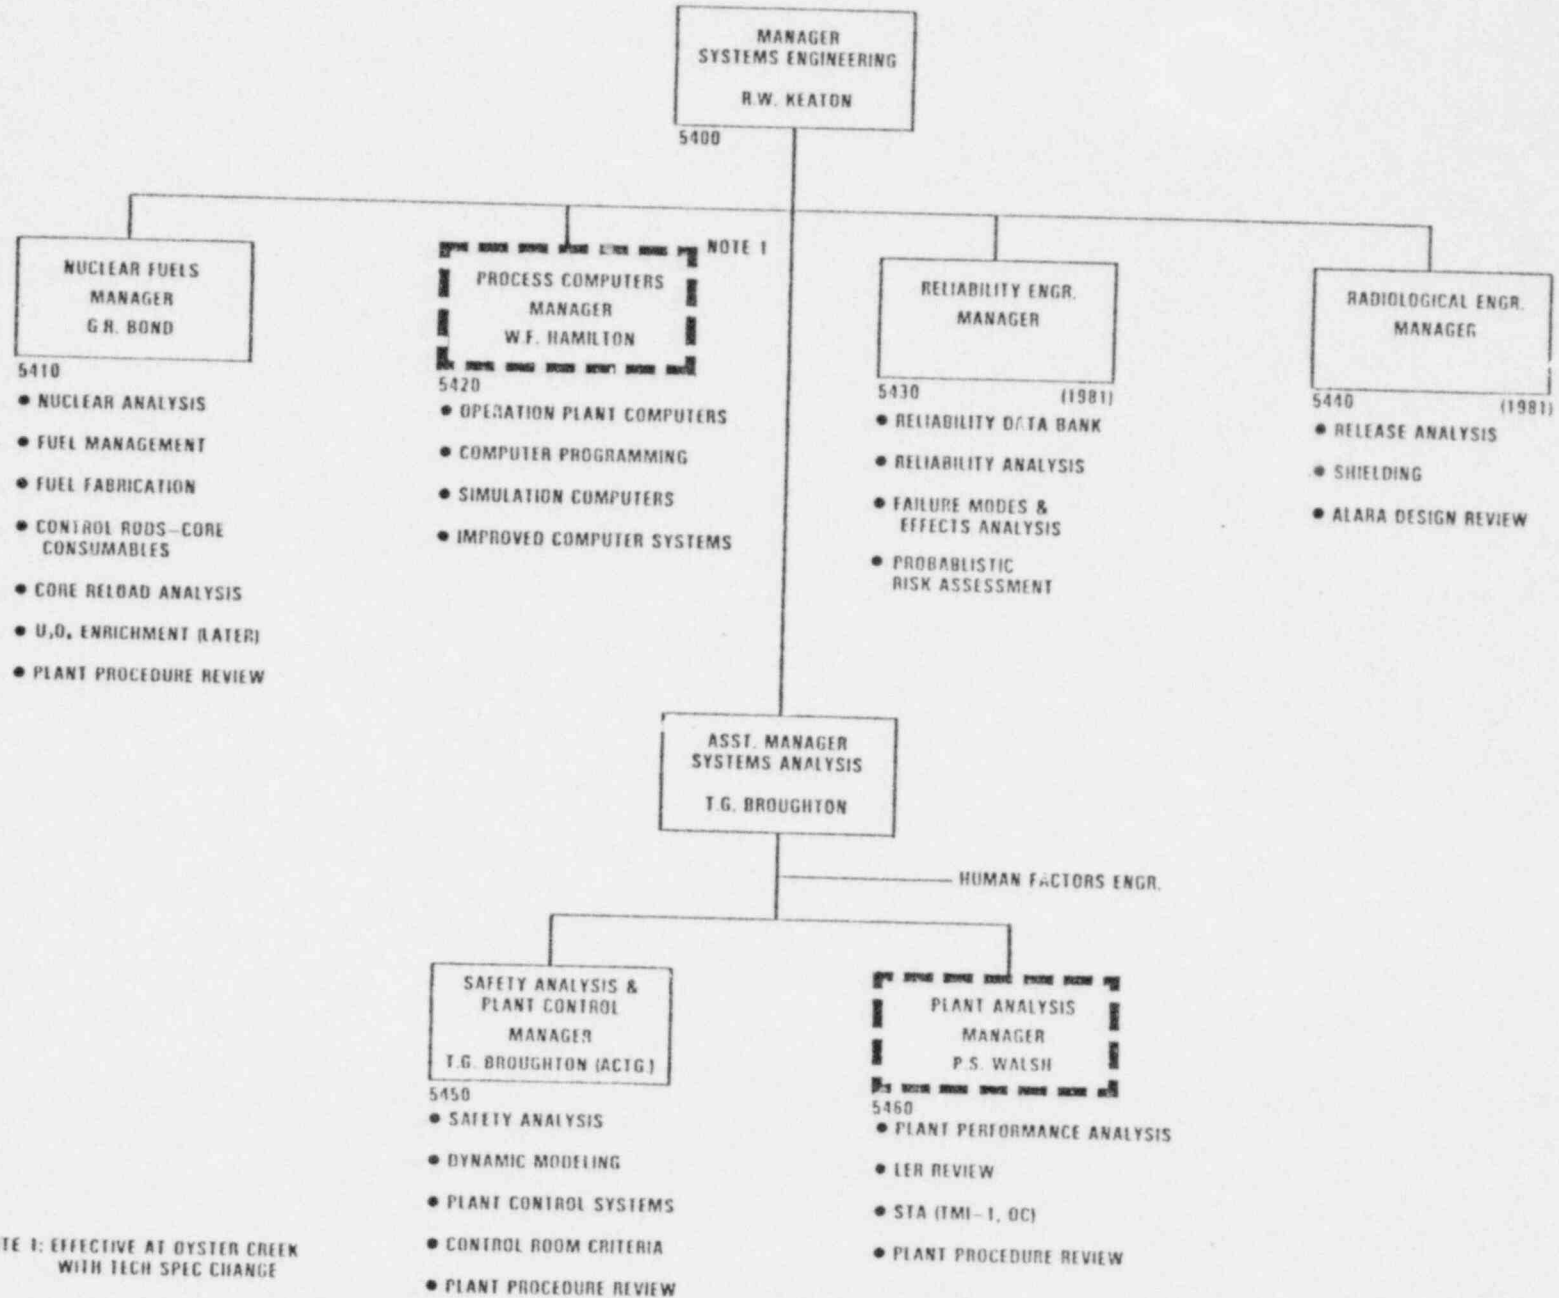 MANAGER
SYSTEMS ENGINEERING
R.W. KEATON
5400
NUCLEAR FUELS
MANAGER
G.R. BOND
5410
● NUCLEAR ANALYSIS
● FUEL MANAGEMENT
● FUEL FABRICATION
● CONTROL RODS-CORE
CONSUMABLES
● CORE RELOAD ANALYSIS
● ENRICHMENT (LATER)
● PLANT PROCEDURE REVIEW
NOTE 1
PROCESS COMPUTERS
MANAGER
W.F. HAMILTON
5420
● OPERATION PLANT COMPUTERS
● COMPUTER PROGRAMMING
● SIMULATION COMPUTERS
● IMPROVED COMPUTER SYSTEMS
RELIABILITY ENGR.
MANAGER
5430 (1981)
● RELIABILITY DATA BANK
● RELIABILITY ANALYSIS
● FAILURE MODES &
EFFECTS ANALYSIS
● PROBABLISTIC
RISK ASSESSMENT
RADIOLOGICAL ENGR.
MANAGER
5440 (1981)
● RELEASE ANALYSIS
● SHIELDING
● ALARA DESIGN REVIEW
ASST. MANAGER
SYSTEMS ANALYSIS
T.G. BROUGHTON
HUMAN FACTORS ENGR.
SAFETY ANALYSIS &
PLANT CONTROL
MANAGER
T.G. BROUGHTON (ACTG.)
5450
● SAFETY ANALYSIS
● DYNAMIC MODELING
● PLANT CONTROL SYSTEMS
● CONTROL ROOM CRITERIA
● PLANT PROCEDURE REVIEW
PLANT ANALYSIS
MANAGER
P.S. WALSH
5460
● PLANT PERFORMANCE ANALYSIS
● LER REVIEW
● STA (TMI-1, OC)
● PLANT PROCEDURE REVIEW
TE 1: EFFECTIVE AT OYSTER CREEK
WITH TECH SPEC CHANGE